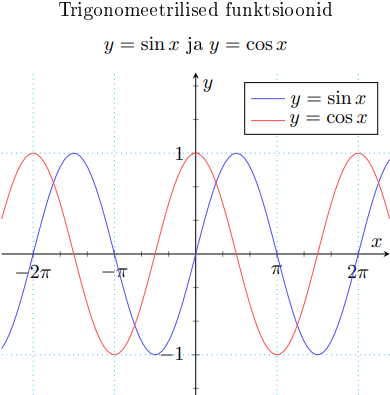 Trigonomeetrilised funktsioonid
y = sin x ja y = cos x
y
y = sin x
y = cos x
1
x
−2π −π π 2π
−1